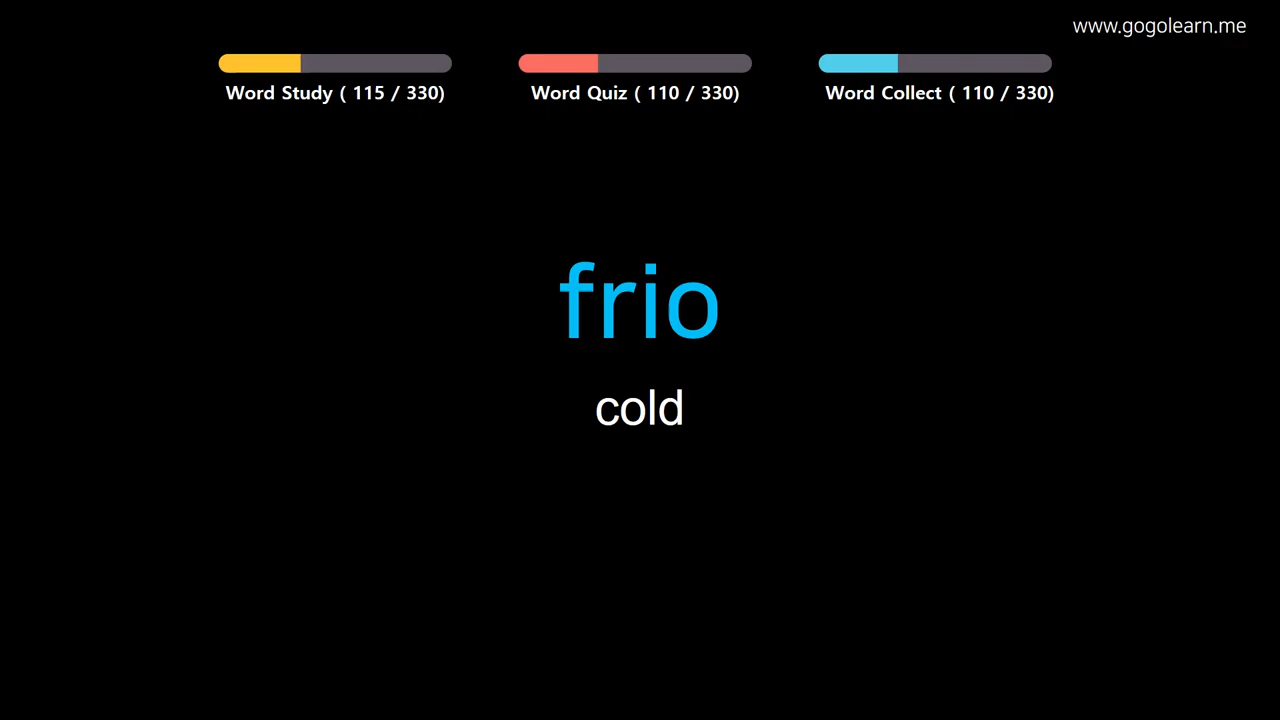 www.gogolearn.me
Word Study ( 115 / 330)
Word Quiz ( 110 / 330)
Word Collect ( 110 / 330)
frio
cold